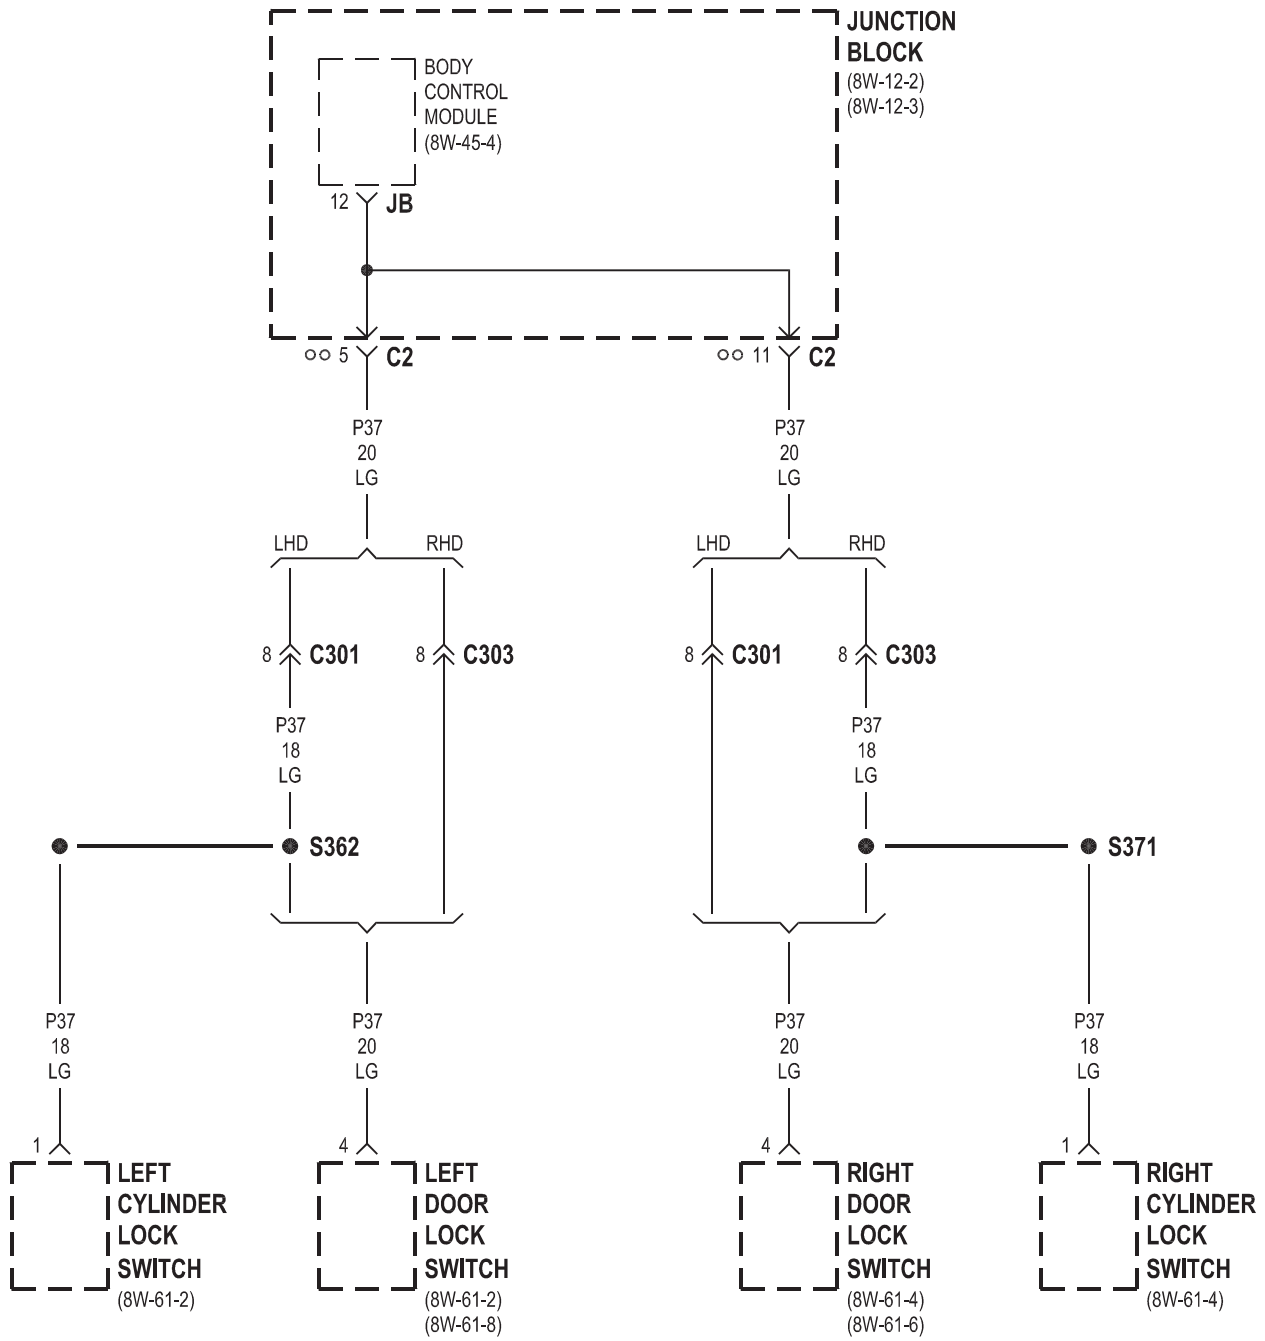 JUNCTION
BLOCK
(8W-12-2)
(8W-12-3)
BODY
CONTROL
MODULE
(8W-45-4)
12 JB
5 C2
11 C2
P37
20
LG
P37
20
LG
LHD RHD
LHD RHD
8 C301
8 C303
8 C301
8 C303
P37
18
LG
P37
18
LG
S362
S371
P37
18
LG
P37
20
LG
P37
20
LG
P37
18
LG
1
4
4
1
LEFT
CYLINDER
LOCK
SWITCH
(8W-61-2)
LEFT
DOOR
LOCK
SWITCH
(8W-61-2)
(8W-61-8)
RIGHT
DOOR
LOCK
SWITCH
(8W-61-4)
(8W-61-6)
RIGHT
CYLINDER
LOCK
SWITCH
(8W-61-4)